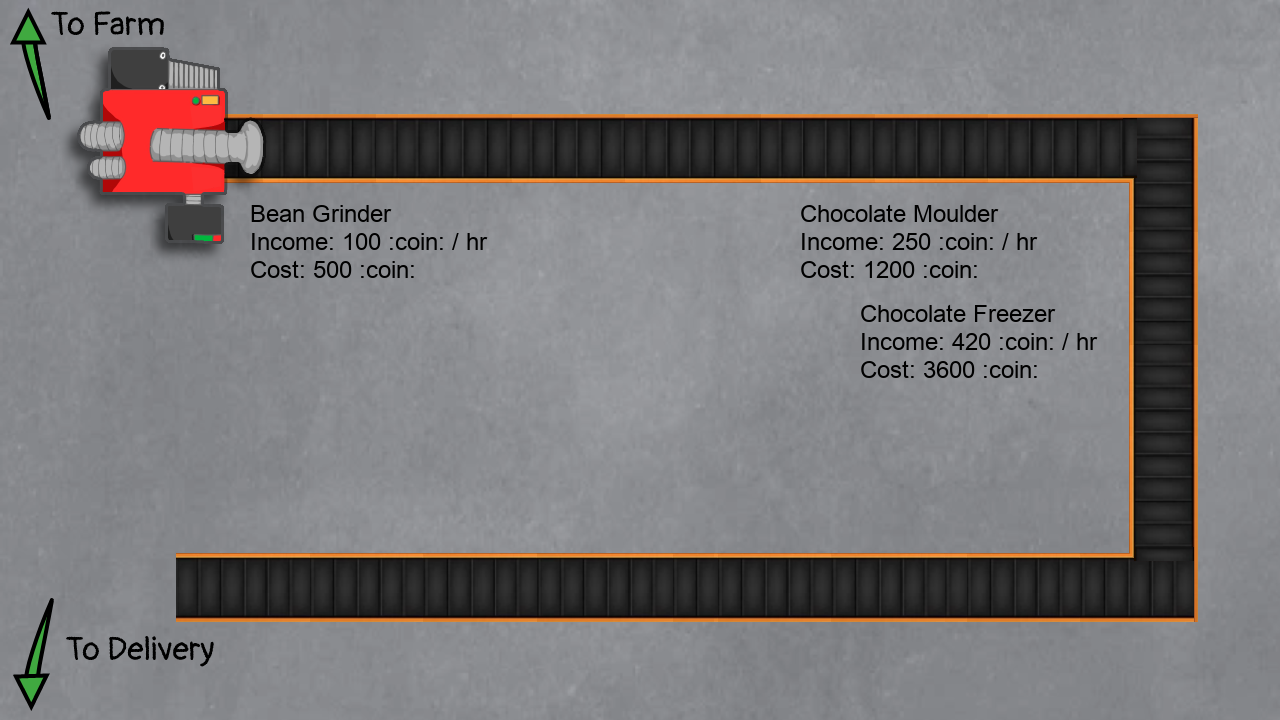 To Farm
Bean Grinder
Income: 100 :coin: / hr
Cost: 500 :coin:
Chocolate Moulder
Income: 250 :coin: / hr
Cost: 1200 :coin:
Chocolate Freezer
Income: 420 :coin: / hr
Cost: 3600 :coin:
To Delivery